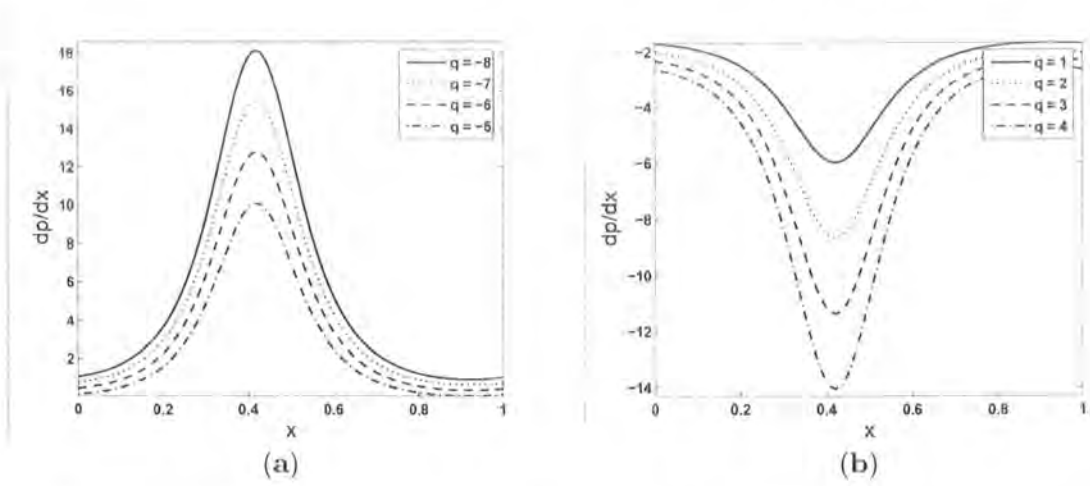 18
16
14
12
10
8
6
4
2
dp/dx
0
0.2
0.4
0.6
0.8
1
x
q = −8
q = −7
q = −6
q = −5
(a)
−2
−4
−6
−8
−10
−12
−14
dp/dx
0
0.2
0.4
0.6
0.8
1
x
q = 1
q = 2
q = 3
q = 4
(b)